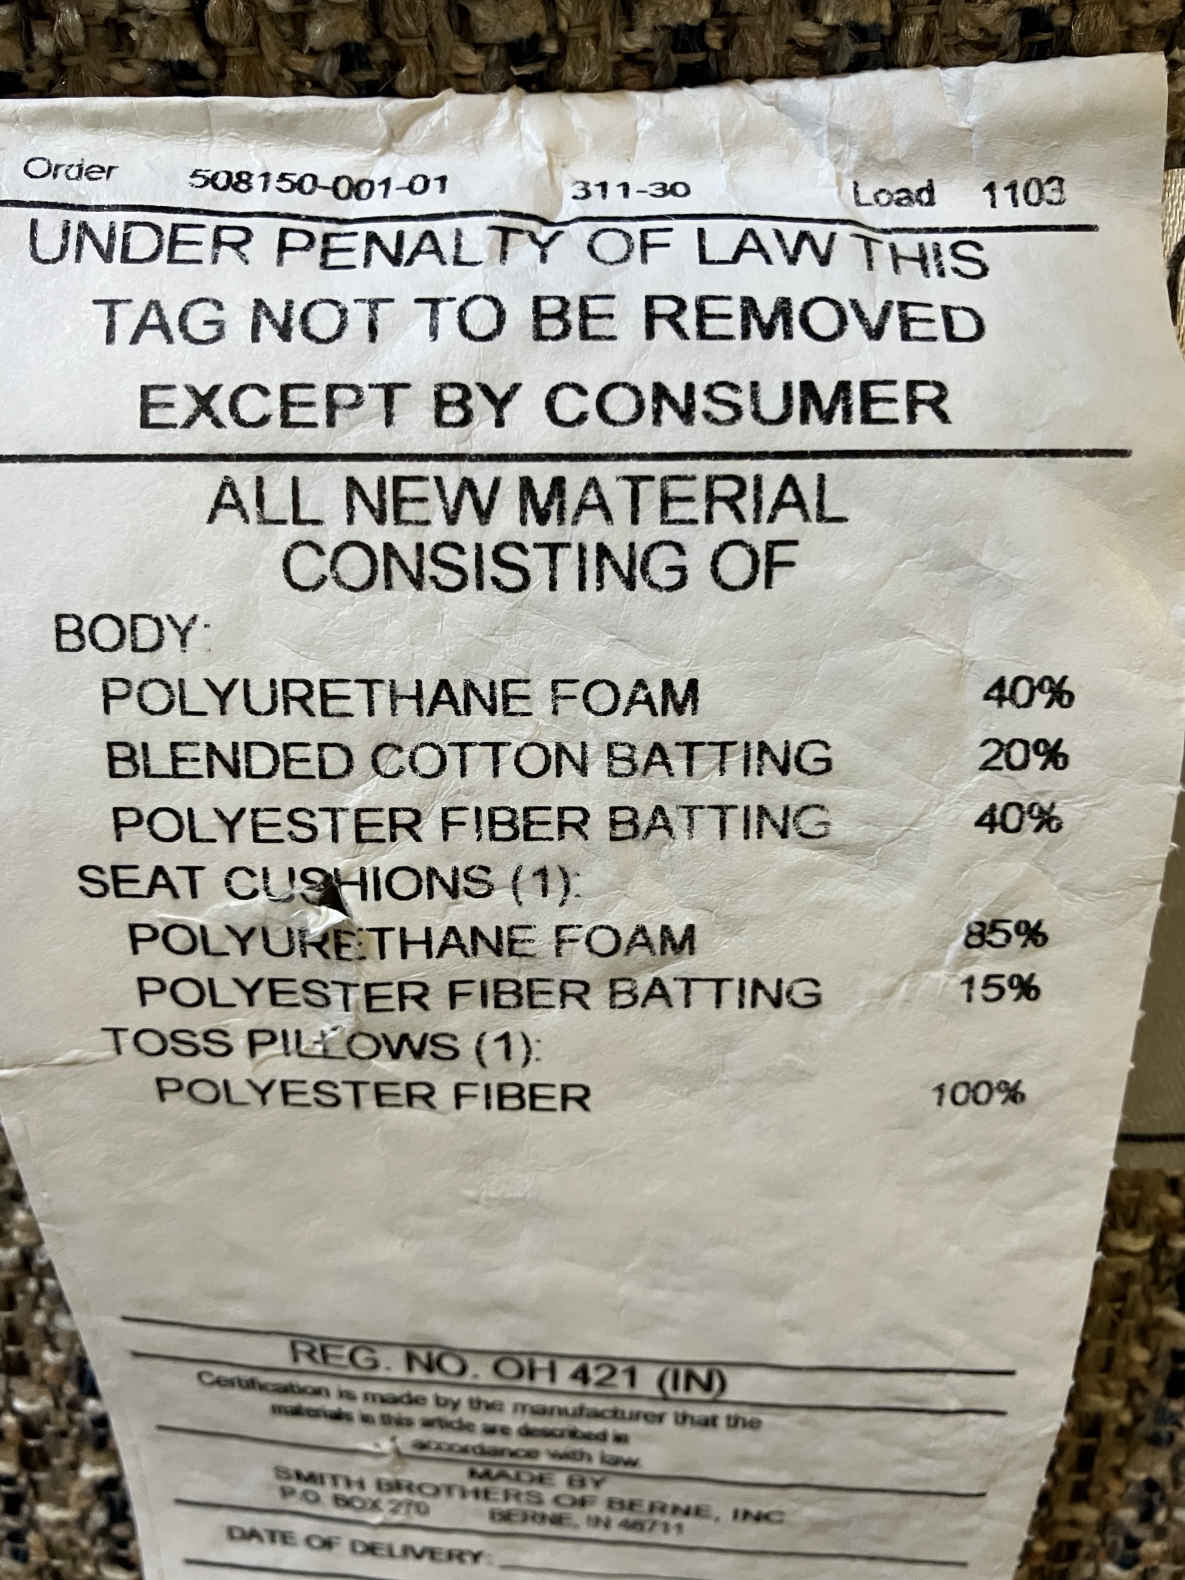 Order 508150-001-01 311-30 Load 1103
UNDER PENALTY OF LAW THIS
TAG NOT TO BE REMOVED
EXCEPT BY CONSUMER
ALL NEW MATERIAL
CONSISTING OF
BODY:
POLYURETHANE FOAM 40%
BLENDED COTTON BATTING 20%
POLYESTER FIBER BATTING 40%
SEAT CUSHIONS (1):
POLYURETHANE FOAM 85%
POLYESTER FIBER BATTING 15%
TOSS PILLOWS (1):
POLYESTER FIBER 100%
REG. NO. OH 421 (IN)
Certification is made by the manufacturer that the
materials in this article are described in
accordance with law.
MADE BY
SMITH BROTHERS OF BERNE, INC
P.O. BOX 270 BERNE, IN 46711
DATE OF DELIVERY: